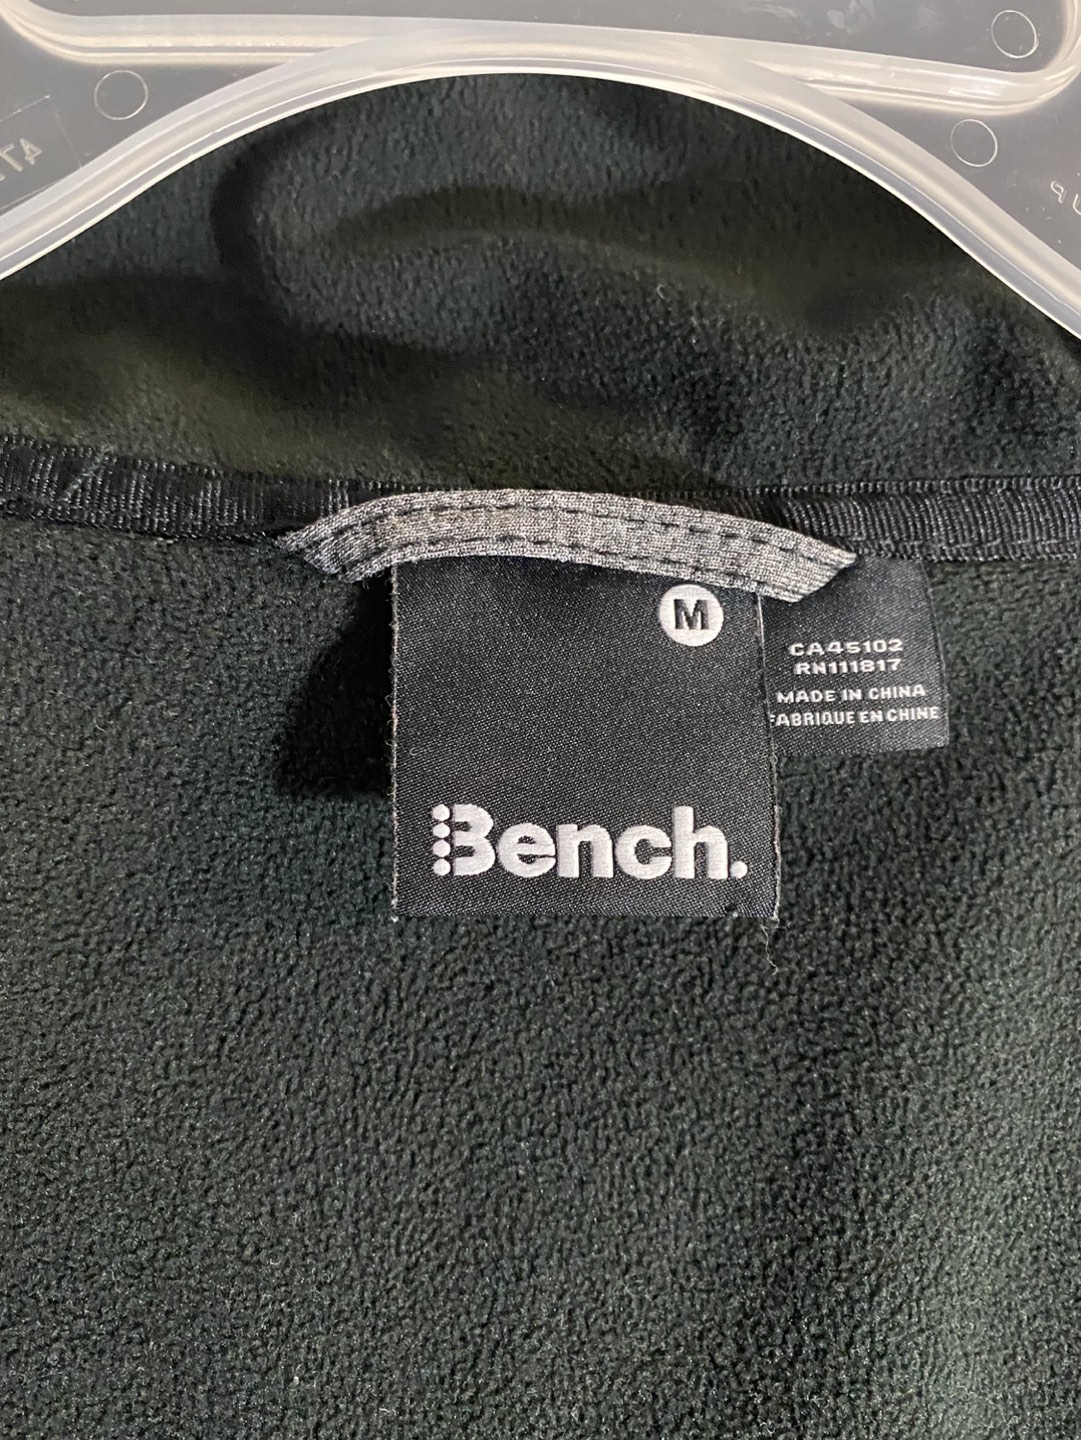 M
CA45102
RN111817
MADE IN CHINA
FABRIQUE EN CHINE
Bench.